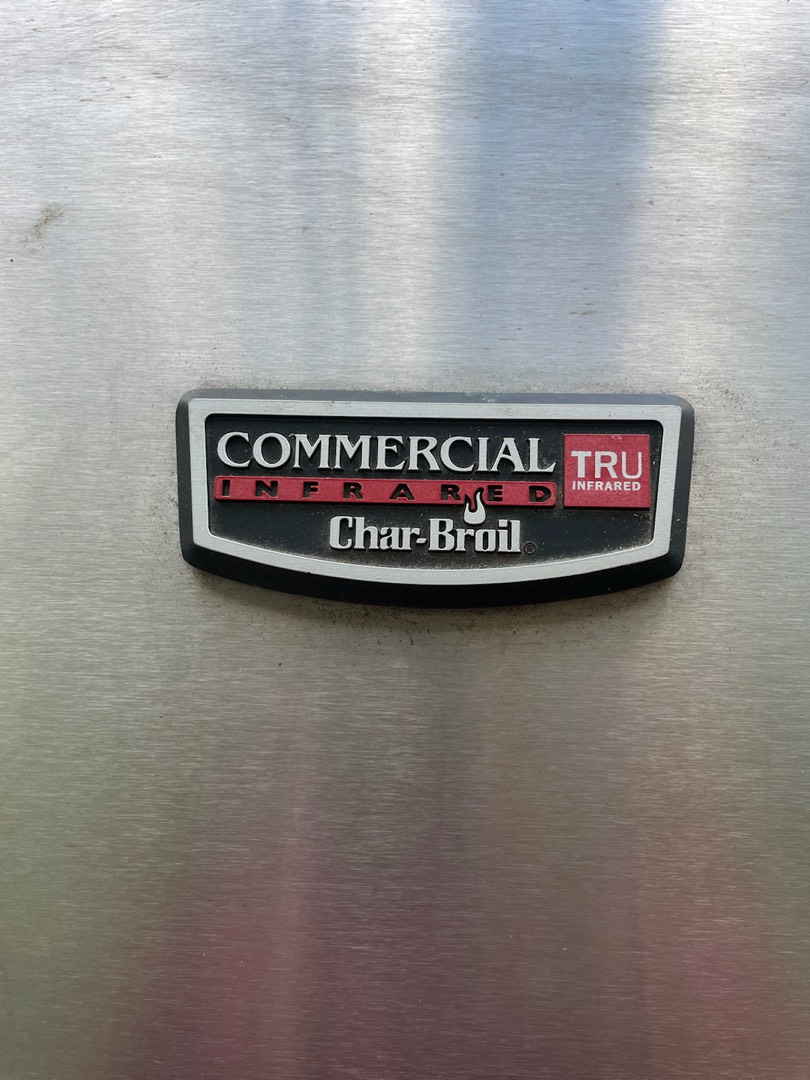 COMMERCIAL
INFRARED
TRU
INFRARED
Char-Broil®